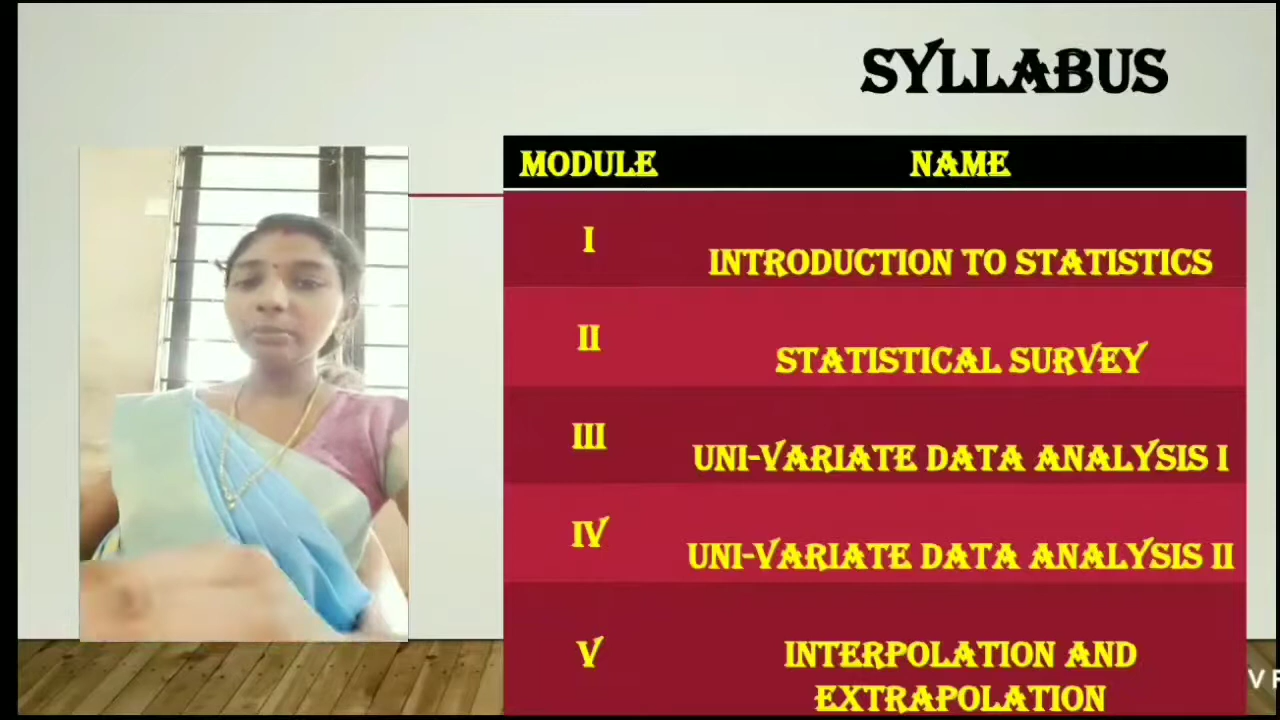 SYLLABUS
MODULE NAME
I INTRODUCTION TO STATISTICS
II STATISTICAL SURVEY
III UNI-VARIATE DATA ANALYSIS I
IV UNI-VARIATE DATA ANALYSIS II
V INTERPOLATION AND
EXTRAPOLATION